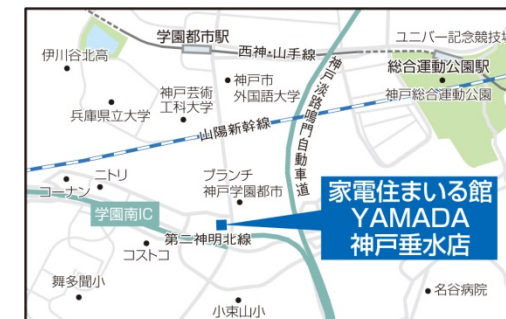 学園都市駅
西神・山手線
ユニバー記念競技場
伊川谷北高
総合運動公園駅
神戸市
外国語大学
神戸総合運動公園
神戸芸術
工科大学
兵庫県立大学
神戸淡路鳴門自動車道
山陽新幹線
ニトリ
コーナン
ブランチ
神戸学園都市
学園南IC
家電住まいる館
YAMADA
神戸垂水店
第二神明北線
コストコ
舞多聞小
小束山小
名谷病院